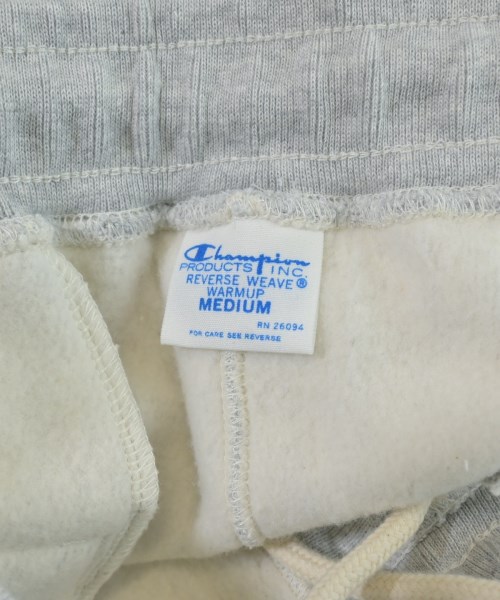 Champion
PRODUCTS INC.
REVERSE WEAVE®
WARMUP
MEDIUM
RN 26094
FOR CARE SEE REVERSE